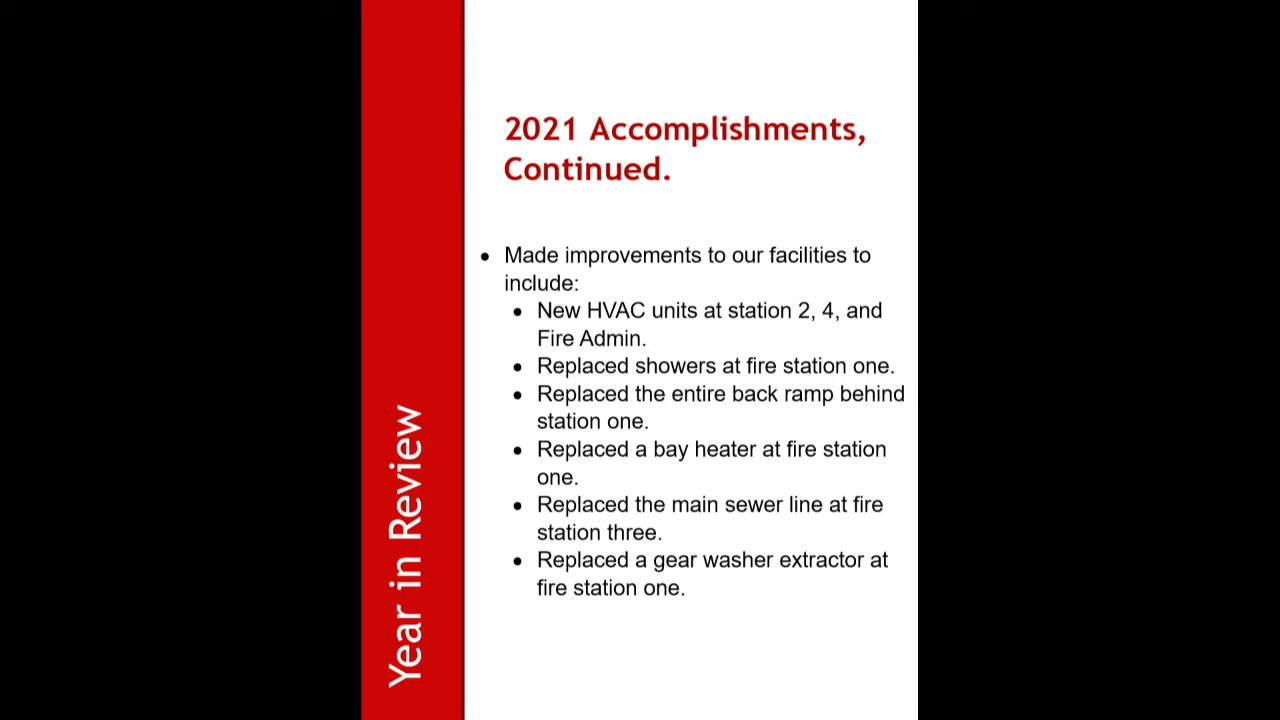 2021 Accomplishments,
Continued.
• Made improvements to our facilities to
include:
• New HVAC units at station 2, 4, and
Fire Admin.
• Replaced showers at fire station one.
• Replaced the entire back ramp behind
station one.
• Replaced a bay heater at fire station
one.
• Replaced the main sewer line at fire
station three.
• Replaced a gear washer extractor at
fire station one.
Year in Review